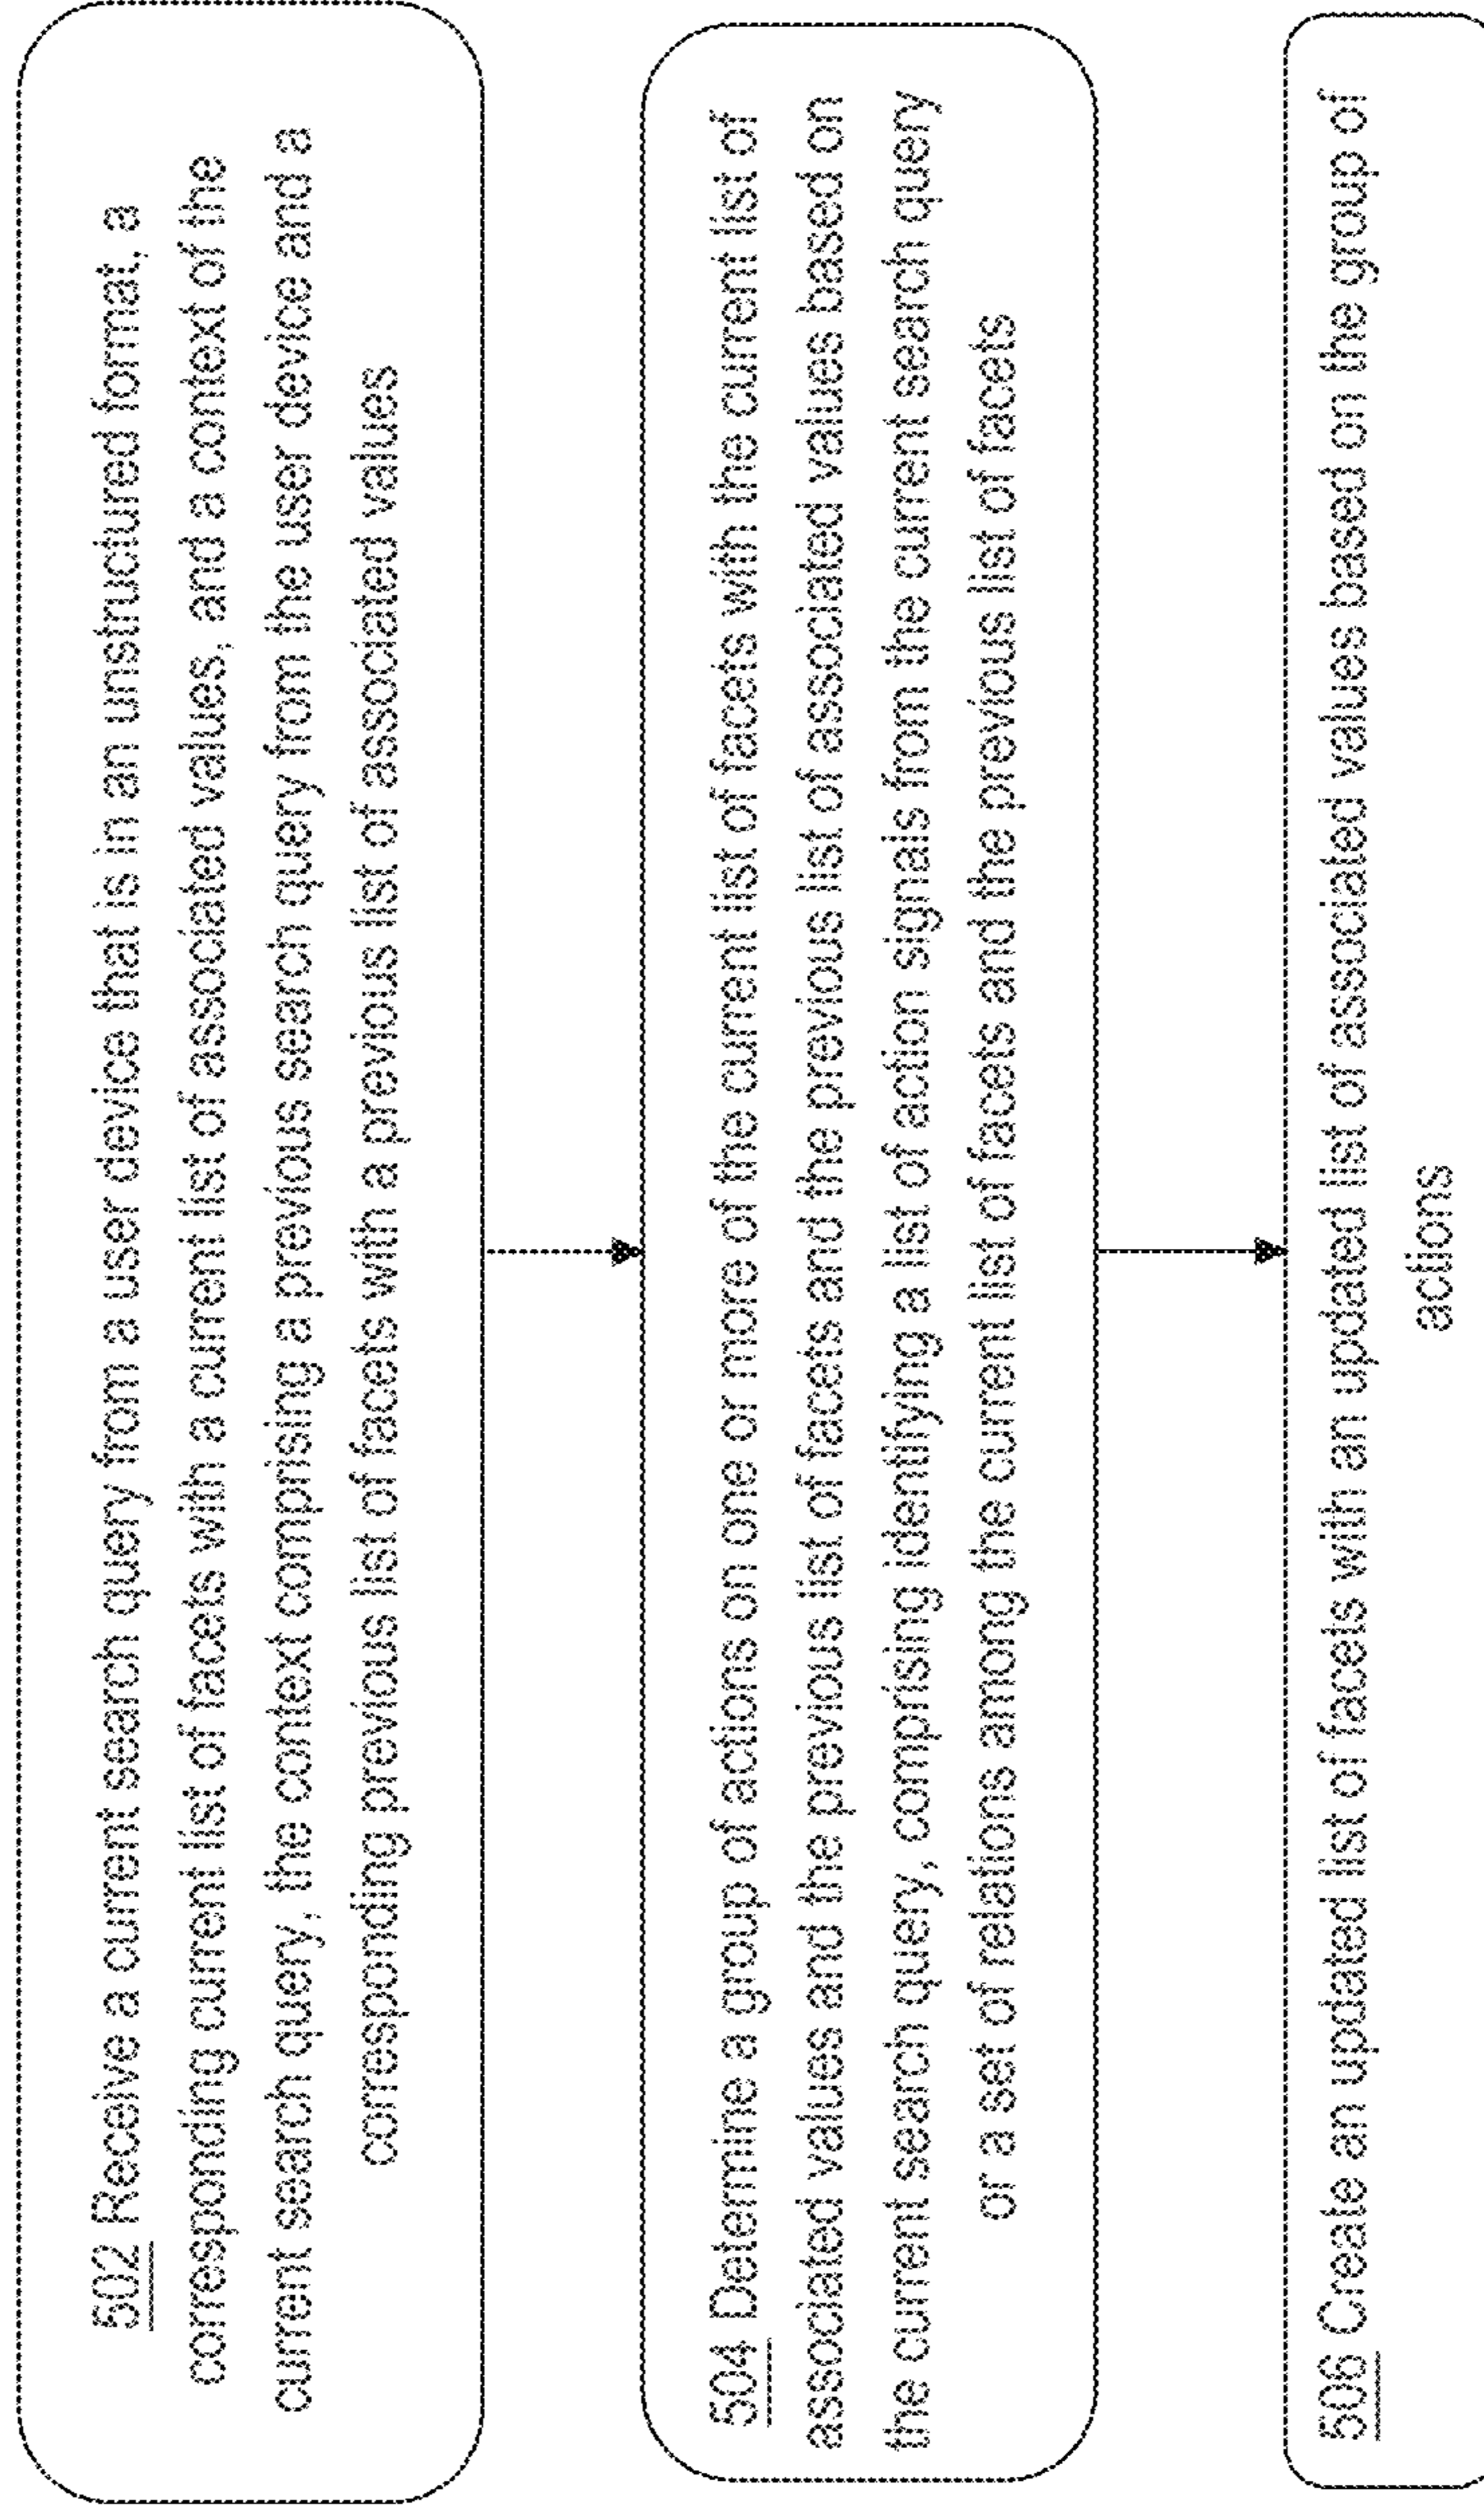 502 Receive a current search query from a user device that is in an unstructured format, a
corresponding current list of facets with a current list of associated values, and a context of the
current search query, the context comprising a previous search query from the user device and a
corresponding previous list of facets with a previous list of associated values
504 Determine a group of actions on one or more of the current list of facets with the current list of
associated values and the previous list of facets and the previous list of associated values based on
the current search query, comprising identifying a list of action signals from the current search query
or a set of relations among the current list of facets and the previous list of facets
506 Create an updated list of facets with an updated list of associated values based on the group of
actions